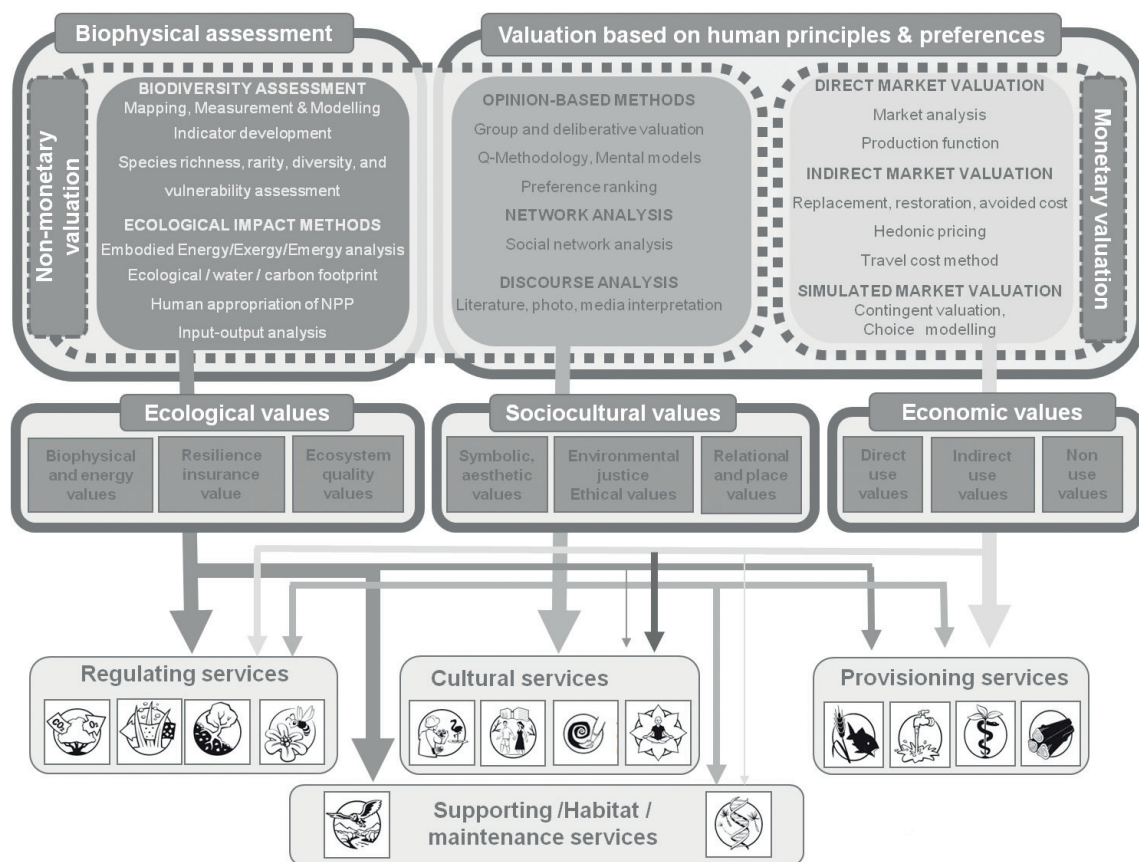 Biophysical assessment
Valuation based on human principles & preferences
Non-monetary
valuation
BIODIVERSITY ASSESSMENT
Mapping, Measurement & Modelling
Indicator development
Species richness, rarity, diversity, and
vulnerability assessment
ECOLOGICAL IMPACT METHODS
Embodied Energy/Exergy/Emergy analysis
Ecological / water / carbon footprint
Human appropriation of NPP
Input-output analysis
OPINION-BASED METHODS
Group and deliberative valuation
Q-Methodology, Mental models
Preference ranking
NETWORK ANALYSIS
Social network analysis
DISCOURSE ANALYSIS
Literature, photo, media interpretation
DIRECT MARKET VALUATION
Market analysis
Production function
INDIRECT MARKET VALUATION
Replacement, restoration, avoided cost
Hedonic pricing
Travel cost method
SIMULATED MARKET VALUATION
Contingent valuation,
Choice modelling
Monetary valuation
Ecological values
Biophysical
and energy
values
Resilience
insurance
value
Ecosystem
quality
values
Sociocultural values
Symbolic,
aesthetic
values
Environmental
justice
Ethical values
Relational
and place
values
Economic values
Direct
use
values
Indirect
use
values
Non
use
values
Regulating services
CO₂
O₂
Cultural services
Provisioning services
Supporting /Habitat /
maintenance services